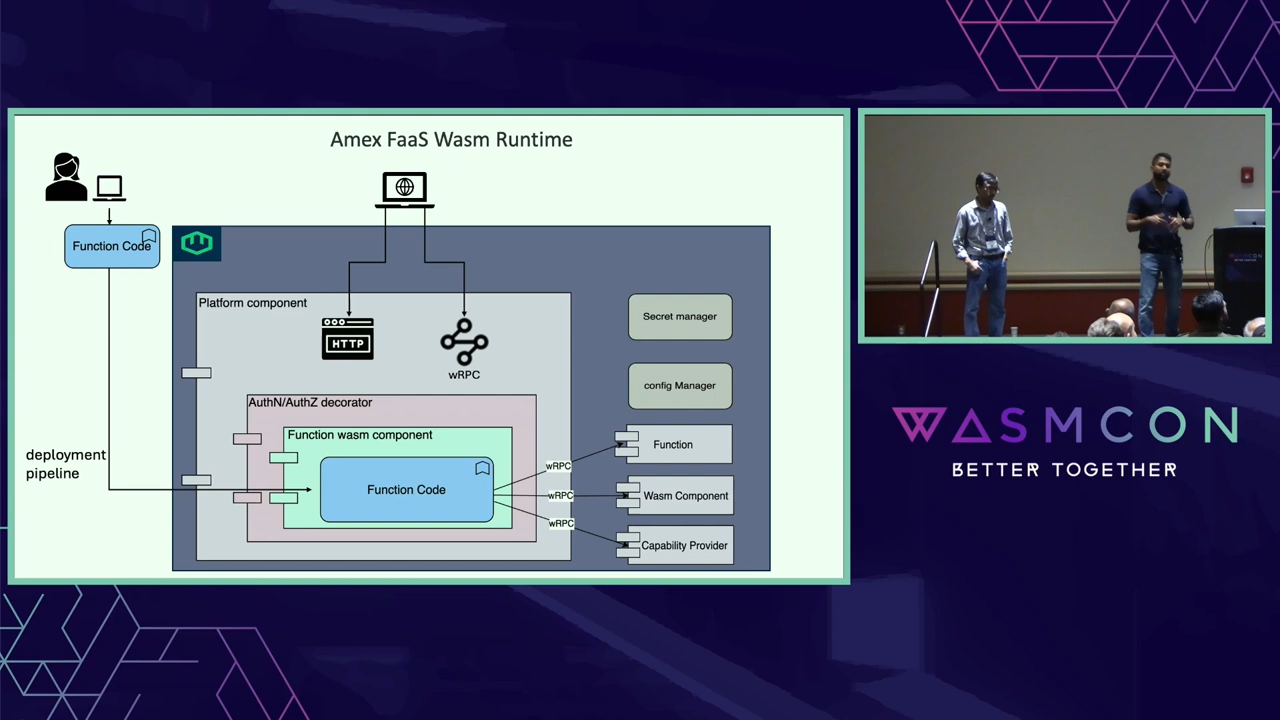 Amex FaaS Wasm Runtime
Function Code
Platform component
HTTP
wRPC
Secret manager
config Manager
AuthN/AuthZ decorator
Function wasm component
Function Code
deployment
pipeline
wRPC
wRPC
wRPC
Function
Wasm Component
Capability Provider
WASMCON
BETTER TOGETHER
WASMCON